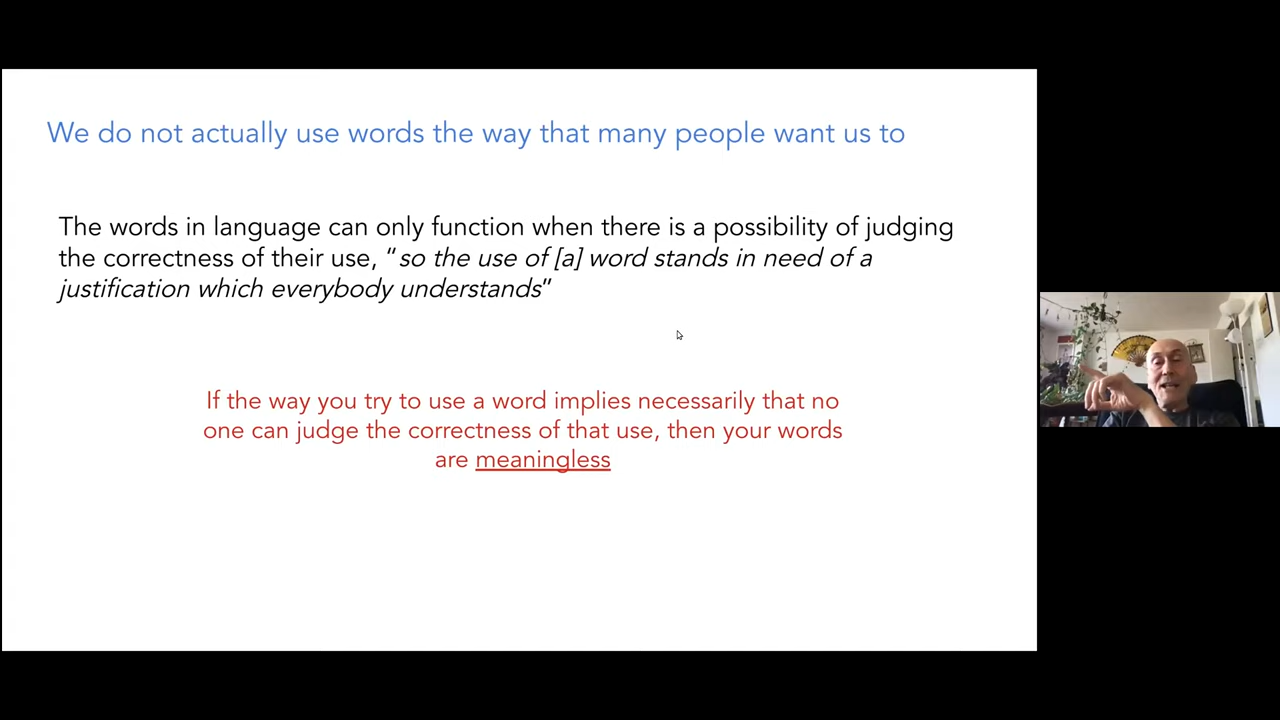 We do not actually use words the way that many people want us to
The words in language can only function when there is a possibility of judging
the correctness of their use, “so the use of [a] word stands in need of a
justification which everybody understands”
If the way you try to use a word implies necessarily that no
one can judge the correctness of that use, then your words
are meaningless